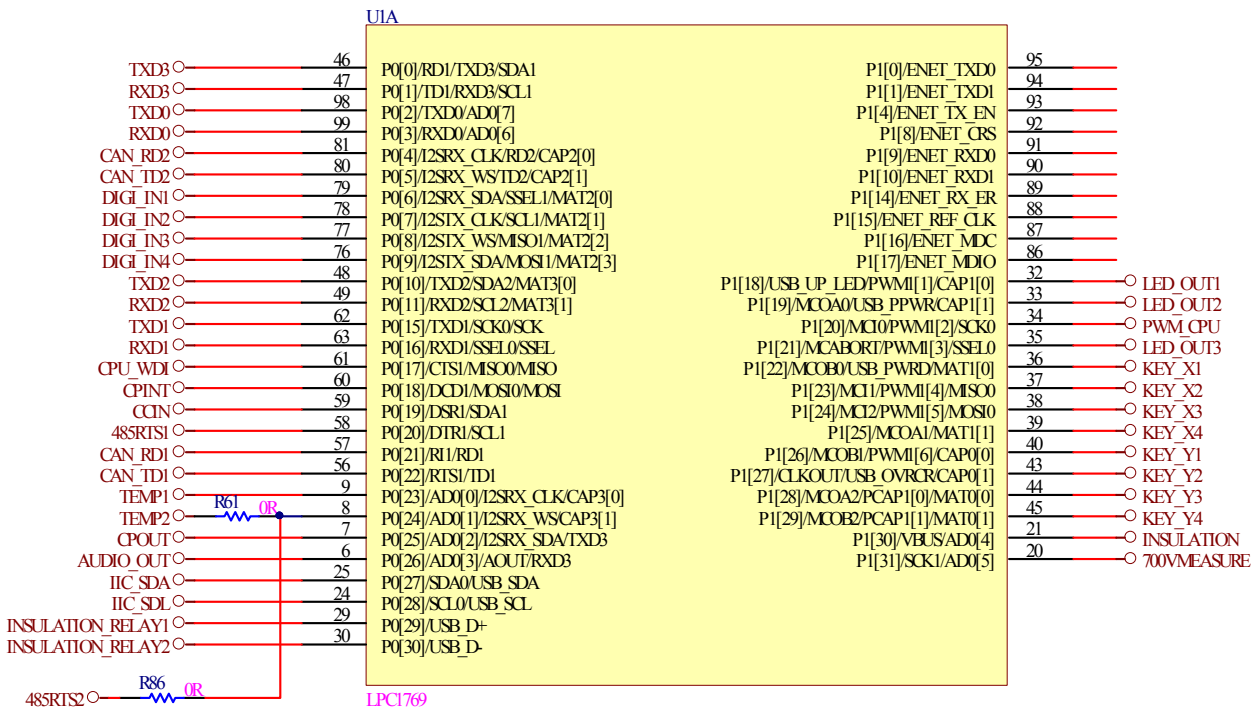 U1A
TXD3 46 P0[0]/RD1/TXD3/SDA1 P1[0]/ENET_TXD0 95
RXD3 47 P0[1]/TD1/RXD3/SCL1 P1[1]/ENET_TXD1 94
TXD0 98 P0[2]/TXD0/AD0[7] P1[4]/ENET_TX_EN 93
RXD0 99 P0[3]/RXD0/AD0[6] P1[8]/ENET_CRS 92
CAN_RD2 81 P0[4]/I2SRX_CLK/RD2/CAP2[0] P1[9]/ENET_RXD0 91
CAN_TD2 80 P0[5]/I2SRX_WS/TD2/CAP2[1] P1[10]/ENET_RXD1 90
DIGI_IN1 79 P0[6]/I2SRX_SDA/SSEL1/MAT2[0] P1[14]/ENET_RX_ER 89
DIGI_IN2 78 P0[7]/I2STX_CLK/SCL1/MAT2[1] P1[15]/ENET_REF_CLK 88
DIGI_IN3 77 P0[8]/I2STX_WS/MISO1/MAT2[2] P1[16]/ENET_MDC 87
DIGI_IN4 76 P0[9]/I2STX_SDA/MOSI1/MAT2[3] P1[17]/ENET_MDIO 86
TXD2 48 P0[10]/TXD2/SDA2/MAT3[0] P1[18]/USB_UP_LED/PWM1[1]/CAP1[0] 32 LED_OUT1
RXD2 49 P0[11]/RXD2/SCL2/MAT3[1] P1[19]/MCOA0/USB_PPWR/CAP1[1] 33 LED_OUT2
TXD1 62 P0[15]/TXD1/SCK0/SCK P1[20]/MCI0/PWM1[2]/SCK0 34 PWM_CPU
RXD1 63 P0[16]/RXD1/SSEL0/SSEL P1[21]/MCABORT/PWM1[3]/SSEL0 35 LED_OUT3
CPU_WDI 61 P0[17]/CTS1/MISO0/MISO P1[22]/MCOB0/USB_PWRD/MAT1[0] 36 KEY_X1
CPINT 60 P0[18]/DCD1/MOSI0/MOSI P1[23]/MCI1/PWM1[4]/MISO0 37 KEY_X2
CCIN 59 P0[19]/DSR1/SDA1 P1[24]/MCI2/PWM1[5]/MOSI0 38 KEY_X3
485RTS1 58 P0[20]/DTR1/SCL1 P1[25]/MCOA1/MAT1[1] 39 KEY_X4
CAN_RD1 57 P0[21]/RI1/RD1 P1[26]/MCOB1/PWM1[6]/CAP0[0] 40 KEY_Y1
CAN_TD1 56 P0[22]/RTS1/TD1 P1[27]/CLKOUT/USB_OVRCR/CAP0[1] 43 KEY_Y2
TEMP1 9 P0[23]/AD0[0]/I2SRX_CLK/CAP3[0] P1[28]/MCOA2/PCAP1[0]/MAT0[0] 44 KEY_Y3
TEMP2 R61 0R 8 P0[24]/AD0[1]/I2SRX_WS/CAP3[1] P1[29]/MCOB2/PCAP1[1]/MAT0[1] 45 KEY_Y4
CPOUT 7 P0[25]/AD0[2]/I2SRX_SDA/TXD3 P1[30]/VBUS/AD0[4] 21 INSULATION
AUDIO_OUT 6 P0[26]/AD0[3]/AOUT/RXD3 P1[31]/SCK1/AD0[5] 20 700VMEASURE
IIC_SDA 25 P0[27]/SDA0/USB_SDA
IIC_SDL 24 P0[28]/SCL0/USB_SCL
INSULATION_RELAY1 29 P0[29]/USB_D+
INSULATION_RELAY2 30 P0[30]/USB_D-
485RTS2 R86 0R LPC1769